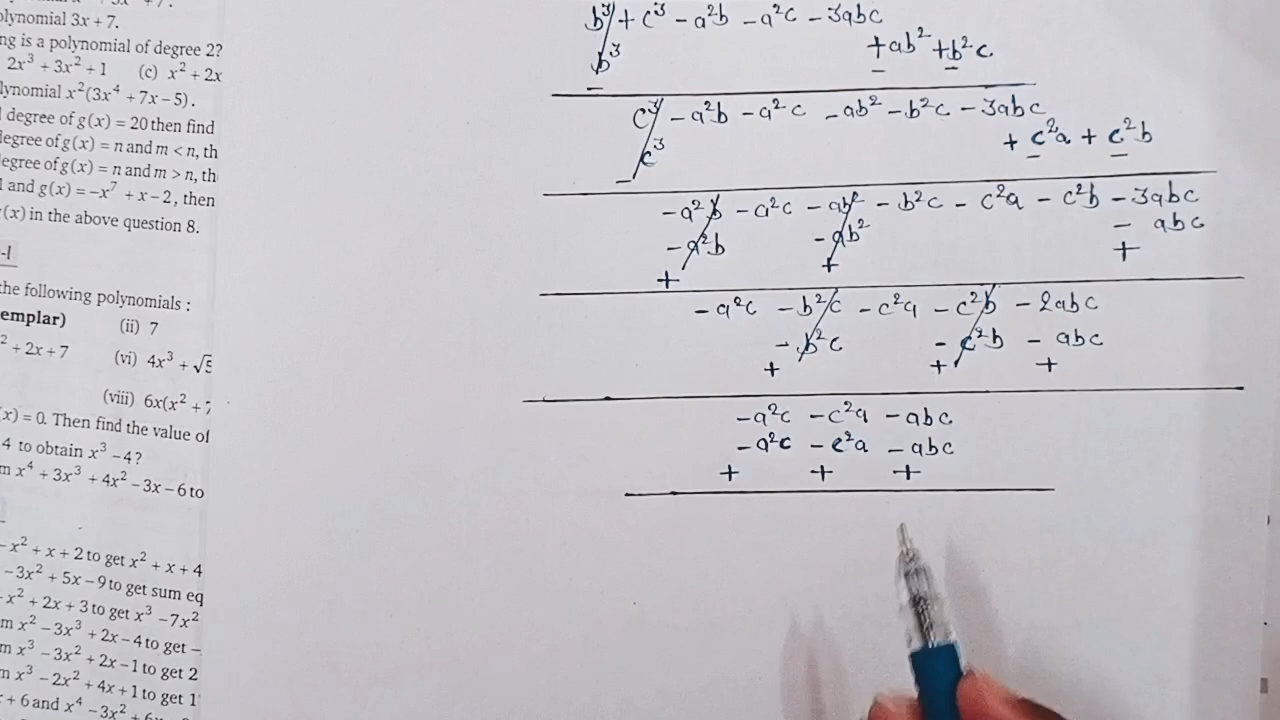 olynomial 3x + 7.
ng is a polynomial of degree 2?
2x³ + 3x² + 1 (c) x² + 2x
lynomial x²(3x⁴ + 7x − 5).
degree of g(x) = 20 then find
degree of g(x) = n and m < n, th
egree of g(x) = n and m > n, th
and g(x) = −x⁷ + x − 2, then
(x) in the above question 8.
-I
the following polynomials :
emplar) (ii) 7
² + 2x + 7 (vi) 4x³ + √5
(viii) 6x(x² + 7
(x) = 0. Then find the value of
4 to obtain x³ − 4?
m x⁴ + 3x³ + 4x² − 3x − 6 to
− x² + x + 2 to get x² + x + 4
− 3x² + 5x − 9 to get sum eq
− x² + 2x + 3 to get x³ − 7x²
m x² − 3x³ + 2x − 4 to get −
m x³ − 3x² + 2x − 1 to get 2
n x³ − 2x² + 4x + 1 to get 1
+ 6 and x⁴ − 3x² + 6x
b³ + c³ − a²b − a²c − 3abc
b³ + ab² + b²c
− − −
c³ − a²b − a²c − ab² − b²c − 3abc
c³ + c²a + c²b
− − −
−a²b − a²c − ab² − b²c − c²a − c²b − 3abc
−a²b − ab² − abc
+ + +
−a²c − b²c − c²a − c²b − 2abc
− b²c − c²b − abc
+ + +
−a²c − c²a − abc
−a²c − c²a − abc
+ + +